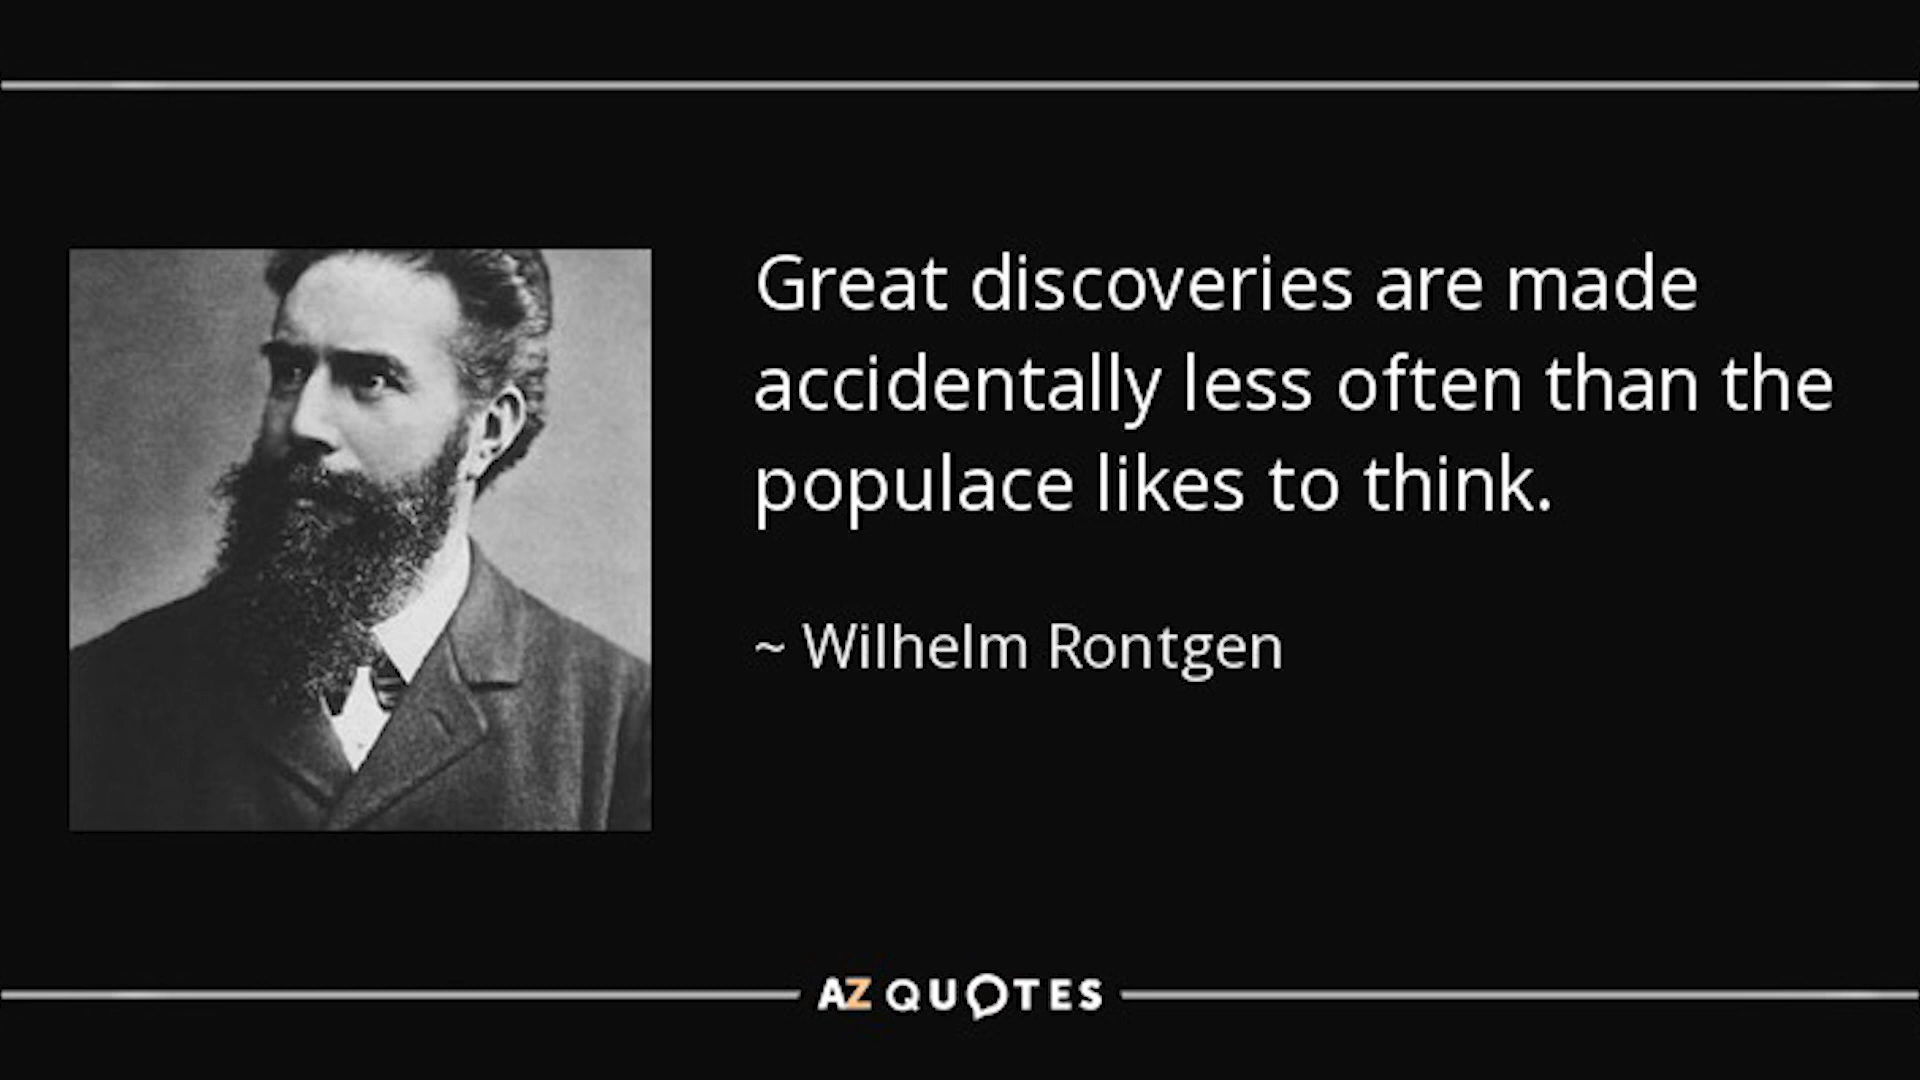 Great discoveries are made
accidentally less often than the
populace likes to think.
~ Wilhelm Rontgen
AZ QUOTES